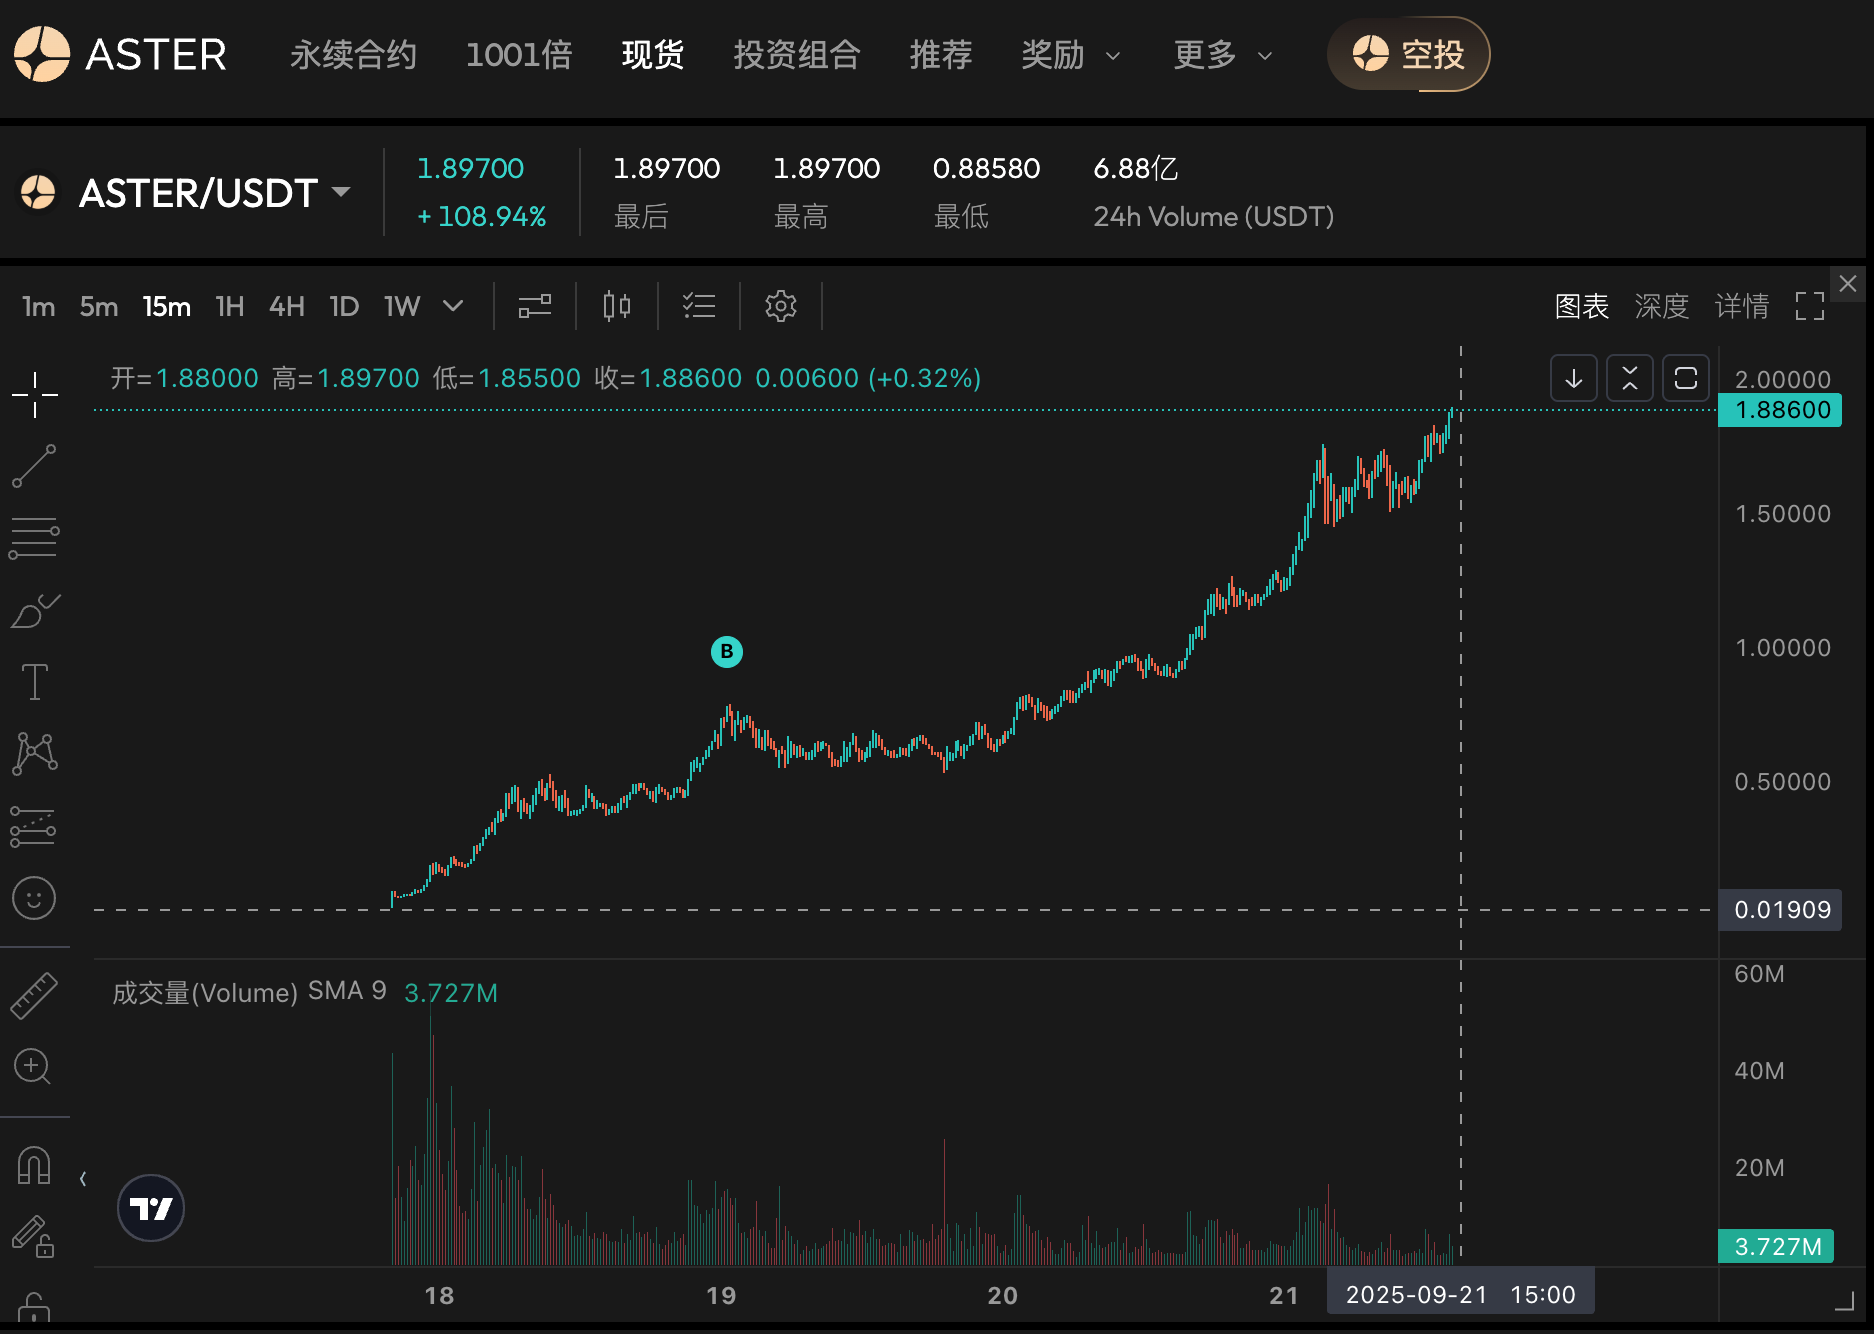 ASTER 永续合约 1001倍 现货 投资组合 推荐 奖励 更多 空投
ASTER/USDT
1.89700 1.89700 1.89700 0.88580 6.88亿
+ 108.94% 最后 最高 最低 24h Volume (USDT)
1m 5m 15m 1H 4H 1D 1W 图表 深度 详情
开=1.88000 高=1.89700 低=1.85500 收=1.88600 0.00600 (+0.32%)
2.00000
1.88600
1.50000
B
1.00000
0.50000
0.01909
成交量(Volume) SMA 9 3.727M
60M
40M
20M
3.727M
18 19 20 21 2025-09-21 15:00